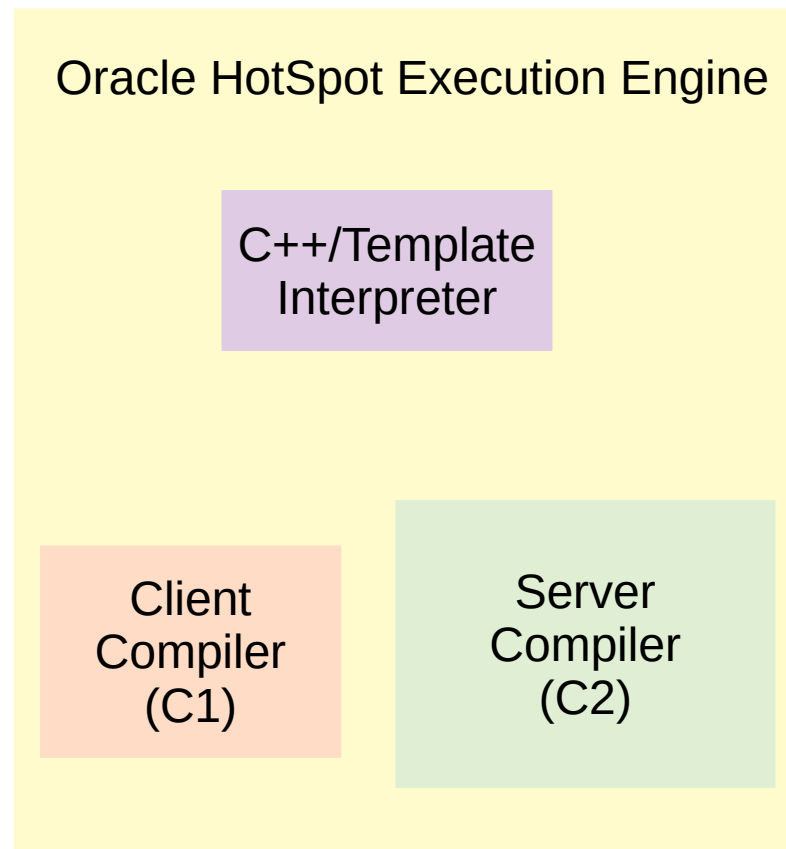 Oracle HotSpot Execution Engine
C++/Template
Interpreter
Client
Compiler
(C1)
Server
Compiler
(C2)